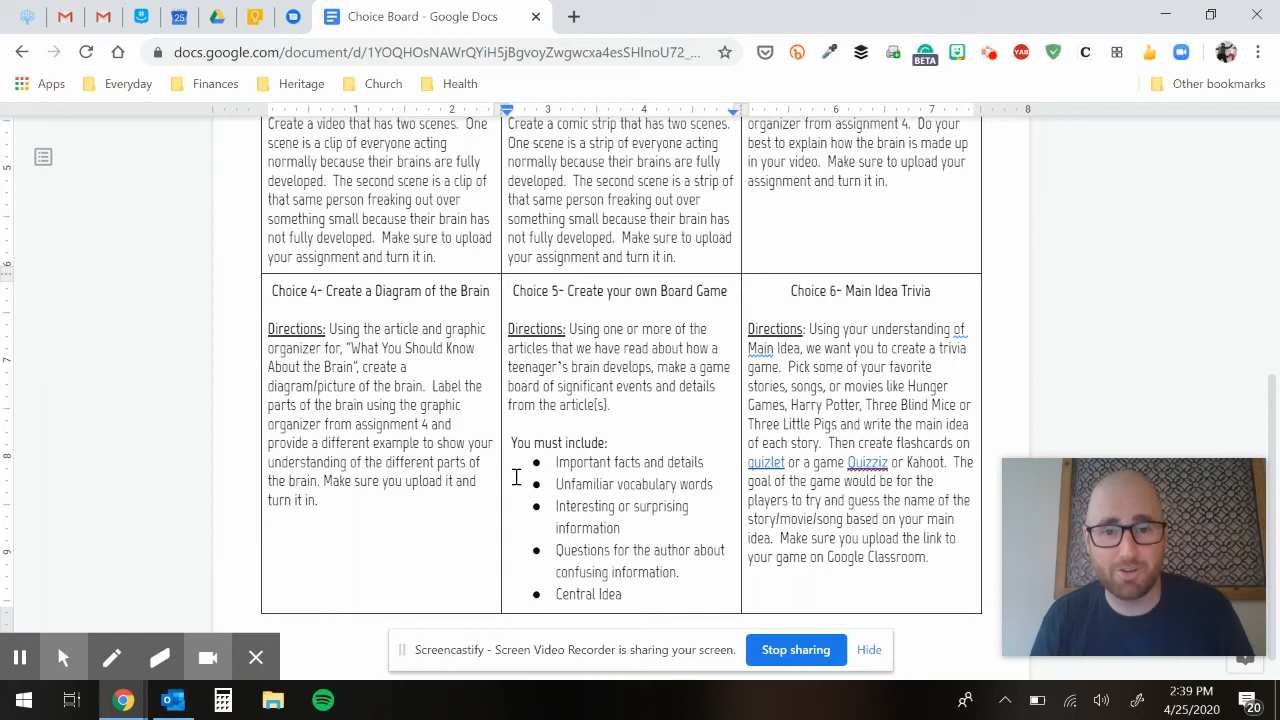 Choice Board - Google Docs
docs.google.com/document/d/1YOQHOsNAWrQYiH5jBgvoyZwgwcxa4esSHlnoU72_...
BETA
YAB
C
Apps
Everyday
Finances
Heritage
Church
Health
Other bookmarks
1
2
3
4
5
6
7
8
5
6
7
8
9
Create a video that has two scenes. One
scene is a clip of everyone acting
normally because their brains are fully
developed. The second scene is a clip of
that same person freaking out over
something small because their brain has
not fully developed. Make sure to upload
your assignment and turn it in.
Create a comic strip that has two scenes.
One scene is a strip of everyone acting
normally because their brains are fully
developed. The second scene is a strip of
that same person freaking out over
something small because their brain has
not fully developed. Make sure to upload
your assignment and turn it in.
organizer from assignment 4. Do your
best to explain how the brain is made up
in your video. Make sure to upload your
assignment and turn it in.
Choice 4- Create a Diagram of the Brain
Directions: Using the article and graphic
organizer for, "What You Should Know
About the Brain", create a
diagram/picture of the brain. Label the
parts of the brain using the graphic
organizer from assignment 4 and
provide a different example to show your
understanding of the different parts of
the brain. Make sure you upload it and
turn it in.
Choice 5- Create your own Board Game
Directions: Using one or more of the
articles that we have read about how a
teenager's brain develops, make a game
board of significant events and details
from the article(s).
You must include:
● Important facts and details
● Unfamiliar vocabulary words
● Interesting or surprising
information
● Questions for the author about
confusing information.
● Central Idea
Choice 6- Main Idea Trivia
Directions: Using your understanding of
Main Idea, we want you to create a trivia
game. Pick some of your favorite
stories, songs, or movies like Hunger
Games, Harry Potter, Three Blind Mice or
Three Little Pigs and write the main idea
of each story. Then create flashcards on
quizlet or a game Quizziz or Kahoot. The
goal of the game would be for the
players to try and guess the name of the
story/movie/song based on your main
idea. Make sure you upload the link to
your game on Google Classroom.
Screencastify - Screen Video Recorder is sharing your screen.
Stop sharing
Hide
2:39 PM
4/25/2020
20